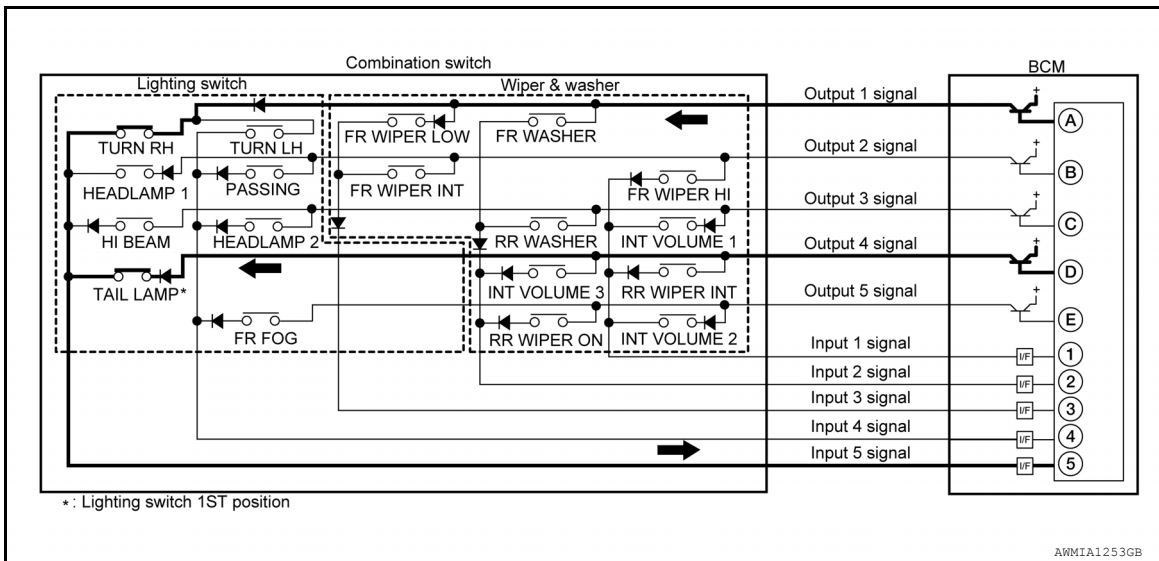 Combination switch
BCM
Lighting switch
Wiper & washer
Output 1 signal
A
TURN RH
TURN LH
FR WIPER LOW
FR WASHER
Output 2 signal
B
HEADLAMP 1
PASSING
FR WIPER INT
FR WIPER HI
Output 3 signal
C
HI BEAM
HEADLAMP 2
RR WASHER
INT VOLUME 1
Output 4 signal
D
TAIL LAMP*
INT VOLUME 3
RR WIPER INT
Output 5 signal
E
FR FOG
RR WIPER ON
INT VOLUME 2
Input 1 signal
I/F
1
Input 2 signal
I/F
2
Input 3 signal
I/F
3
Input 4 signal
I/F
4
Input 5 signal
I/F
5
*: Lighting switch 1ST position
AWMIA1253GB